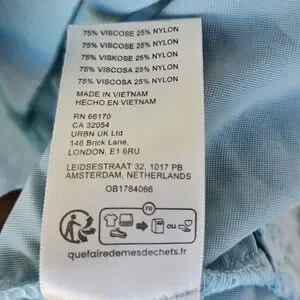 75% VISCOSE 25% NYLON
75% VISKOSE 25% NYLON
75% VISKOSE 25% NYLON
75% VISCOSA 25% NYLON
75% VISCOSA 25% NYLON
MADE IN VIETNAM
HECHO EN VIETNAM
RN 66170
CA 32054
URBN UK Ltd
146 Brick Lane,
LONDON, E1 6RU
LEIDSESTRAAT 32, 1017 PB
AMSTERDAM, NETHERLANDS
OB1784066
FR
ou
quefairedemesdechets.fr